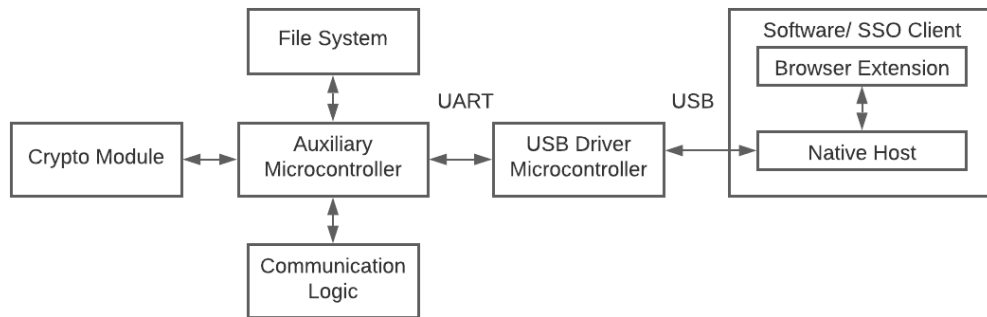 File System
Software/ SSO Client
Browser Extension
UART
USB
Crypto Module
Auxiliary
Microcontroller
USB Driver
Microcontroller
Native Host
Communication
Logic